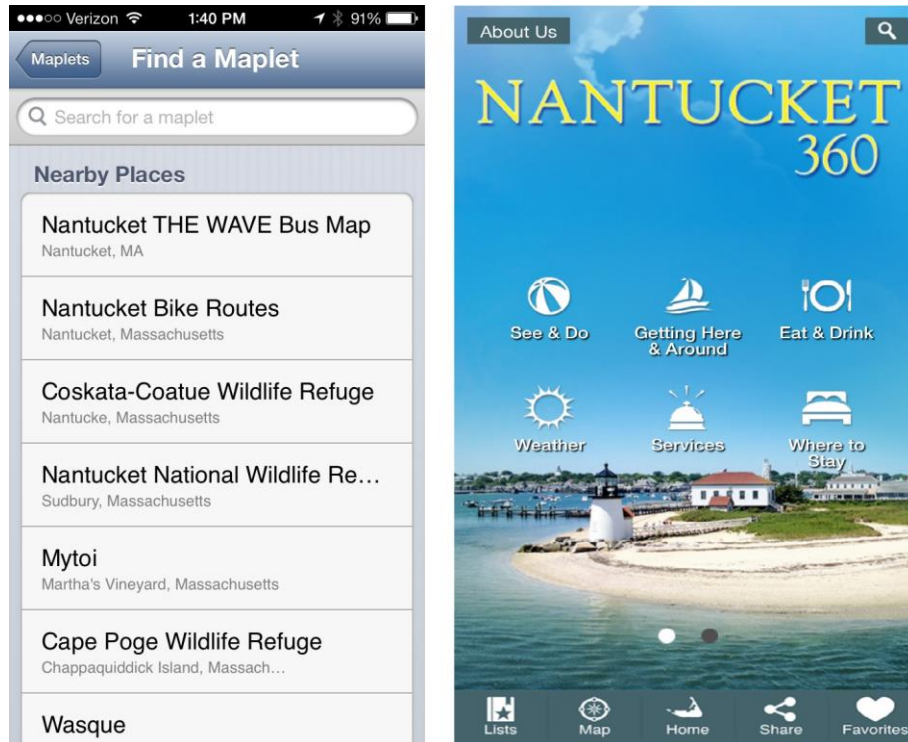 Verizon 1:40 PM 91%
Maplets Find a Maplet
Search for a maplet
Nearby Places
Nantucket THE WAVE Bus Map
Nantucket, MA
Nantucket Bike Routes
Nantucket, Massachusetts
Coskata-Coatue Wildlife Refuge
Nantucke, Massachusetts
Nantucket National Wildlife Re...
Sudbury, Massachusetts
Mytoi
Martha's Vineyard, Massachusetts
Cape Poge Wildlife Refuge
Chappaquiddick Island, Massach...
Wasque
About Us
NANTUCKET
360
See & Do
Getting Here
& Around
Eat & Drink
Weather
Services
Where to
Stay
Lists Map Home Share Favorites